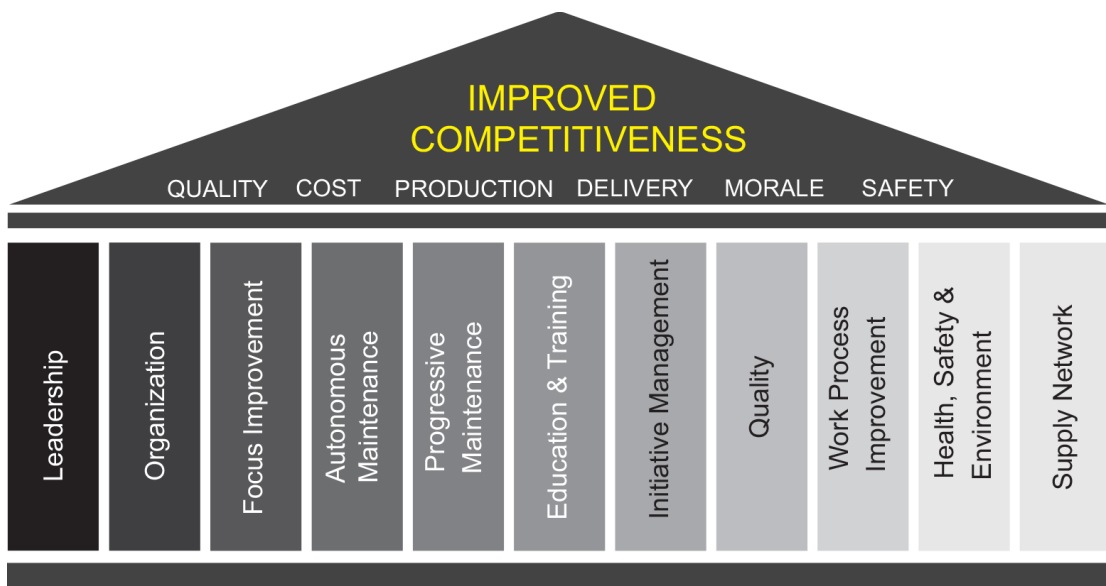 IMPROVED
COMPETITIVENESS
QUALITY COST PRODUCTION DELIVERY MORALE SAFETY
Leadership
Organization
Focus Improvement
Autonomous
Maintenance
Progressive
Maintenance
Education & Training
Initiative Management
Quality
Work Process
Improvement
Health, Safety &
Environment
Supply Network